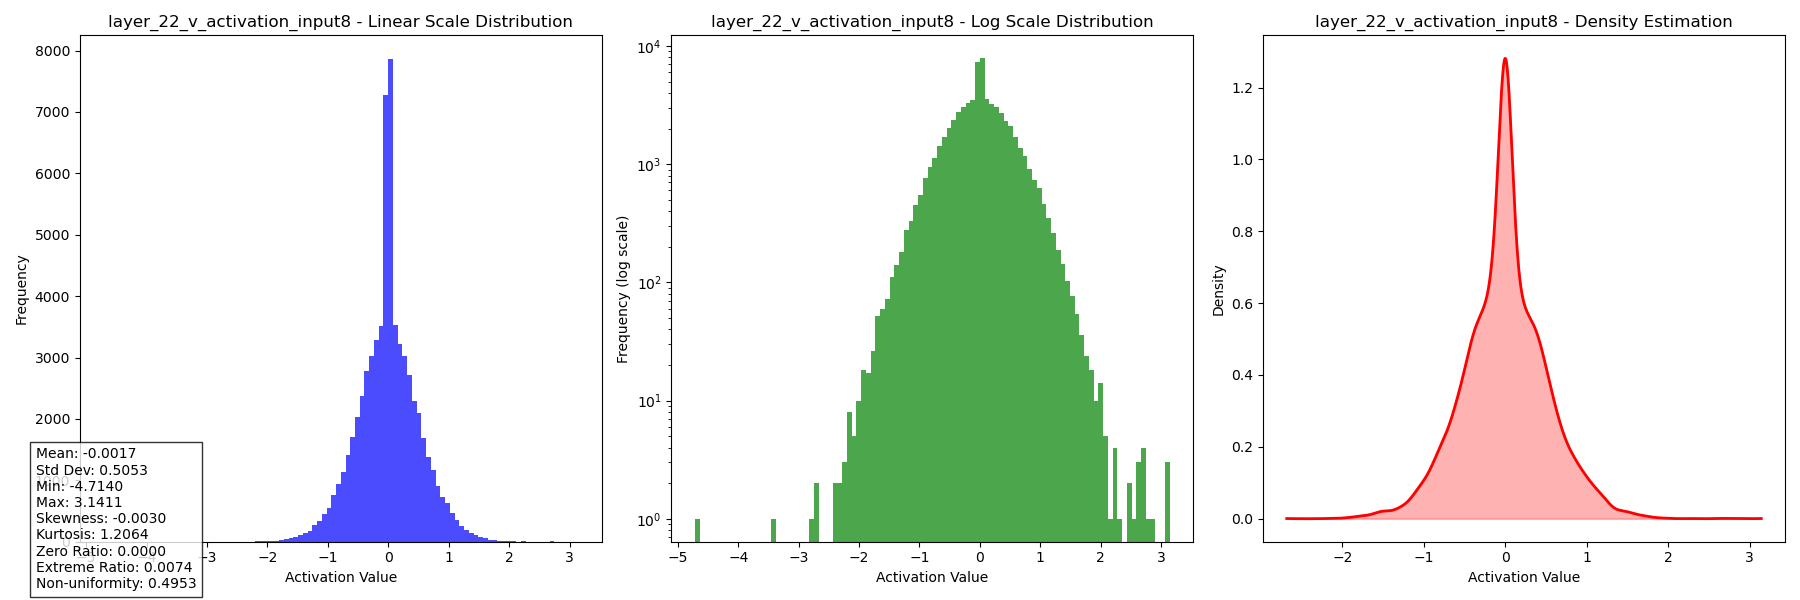 layer_22_v_activation_input8 - Linear Scale Distribution
layer_22_v_activation_input8 - Log Scale Distribution
layer_22_v_activation_input8 - Density Estimation
8000
7000
6000
5000
4000
3000
2000
Frequency
Mean: -0.0017
Std Dev: 0.5053
Min: -4.7140
Max: 3.1411
Skewness: -0.0030
Kurtosis: 1.2064
Zero Ratio: 0.0000
Extreme Ratio: 0.0074
Non-uniformity: 0.4953
−3 −2 −1 0 1 2 3
Activation Value
10⁴
10³
10²
10¹
10⁰
Frequency (log scale)
−5 −4 −3 −2 −1 0 1 2 3
Activation Value
1.2
1.0
0.8
0.6
0.4
0.2
0.0
Density
−2 −1 0 1 2 3
Activation Value